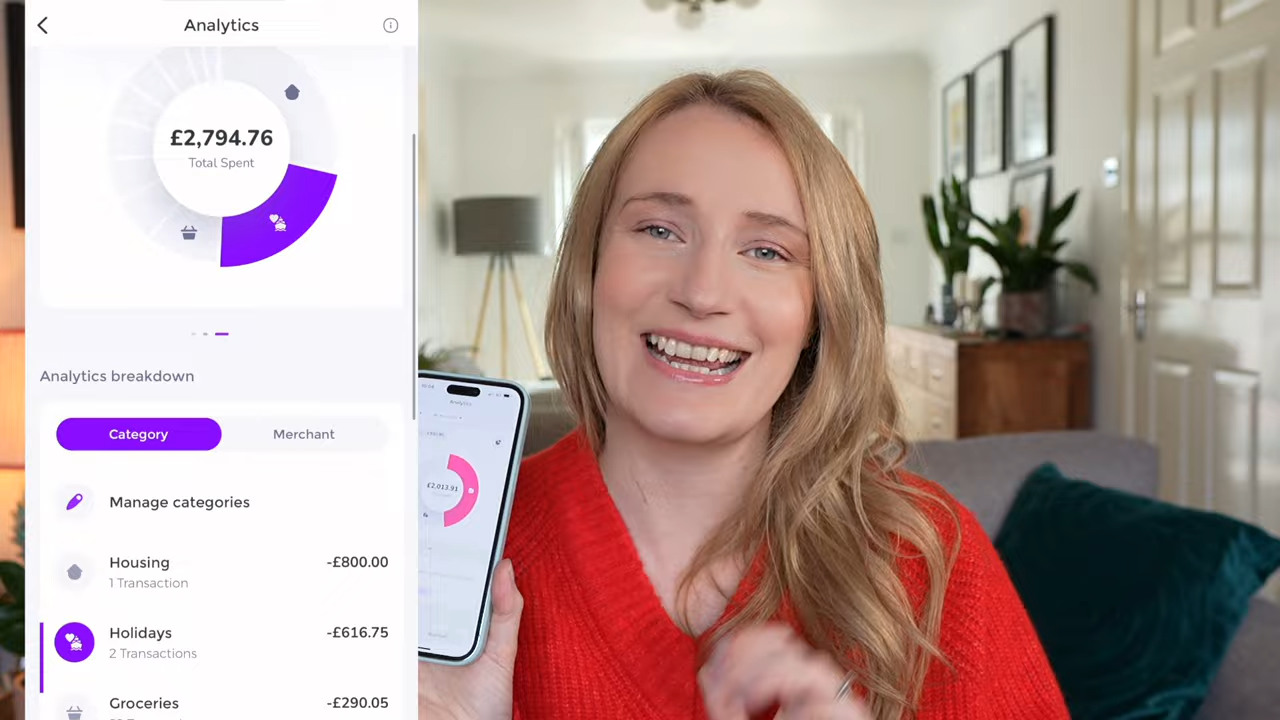 Analytics
£2,794.76
Total Spent
Analytics breakdown
Category
Merchant
Manage categories
Housing
-£800.00
1 Transaction
Holidays
-£616.75
2 Transactions
Groceries
-£290.05
Analytics
£2,013.91